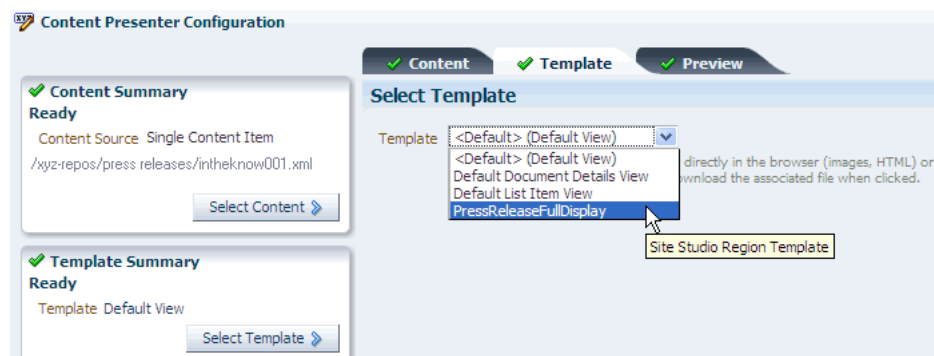 Content Presenter Configuration
Content
Template
Preview
Content Summary
Ready
Content Source Single Content Item
/xyz-repos/press releases/intheknow001.xml
Select Content
Template Summary
Ready
Template Default View
Select Template
Select Template
Template <Default> (Default View)
<Default> (Default View)
directly in the browser (images, HTML) or
Default Document Details View
wnload the associated file when clicked.
Default List Item View
PressReleaseFullDisplay
Site Studio Region Template